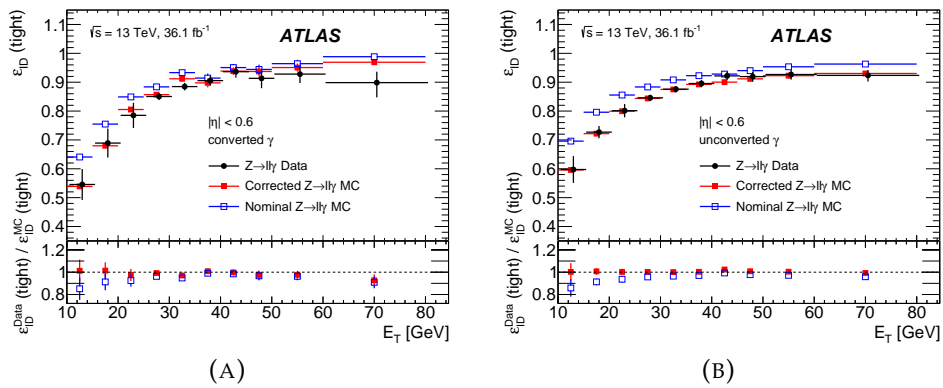 √s = 13 TeV, 36.1 fb⁻¹
ATLAS
ε_ID (tight)
1.1
1
0.9
0.8
0.7
0.6
0.5
0.4
|η| < 0.6
converted γ
Z→llγ Data
Corrected Z→llγ MC
Nominal Z→llγ MC
ε_ID^Data (tight) / ε_ID^MC (tight)
1.2
1
0.8
10 20 30 40 50 60 70 80
E_T [GeV]
(A)
√s = 13 TeV, 36.1 fb⁻¹
ATLAS
ε_ID (tight)
1.1
1
0.9
0.8
0.7
0.6
0.5
0.4
|η| < 0.6
unconverted γ
Z→llγ Data
Corrected Z→llγ MC
Nominal Z→llγ MC
ε_ID^Data (tight) / ε_ID^MC (tight)
1.2
1
0.8
10 20 30 40 50 60 70 80
E_T [GeV]
(B)